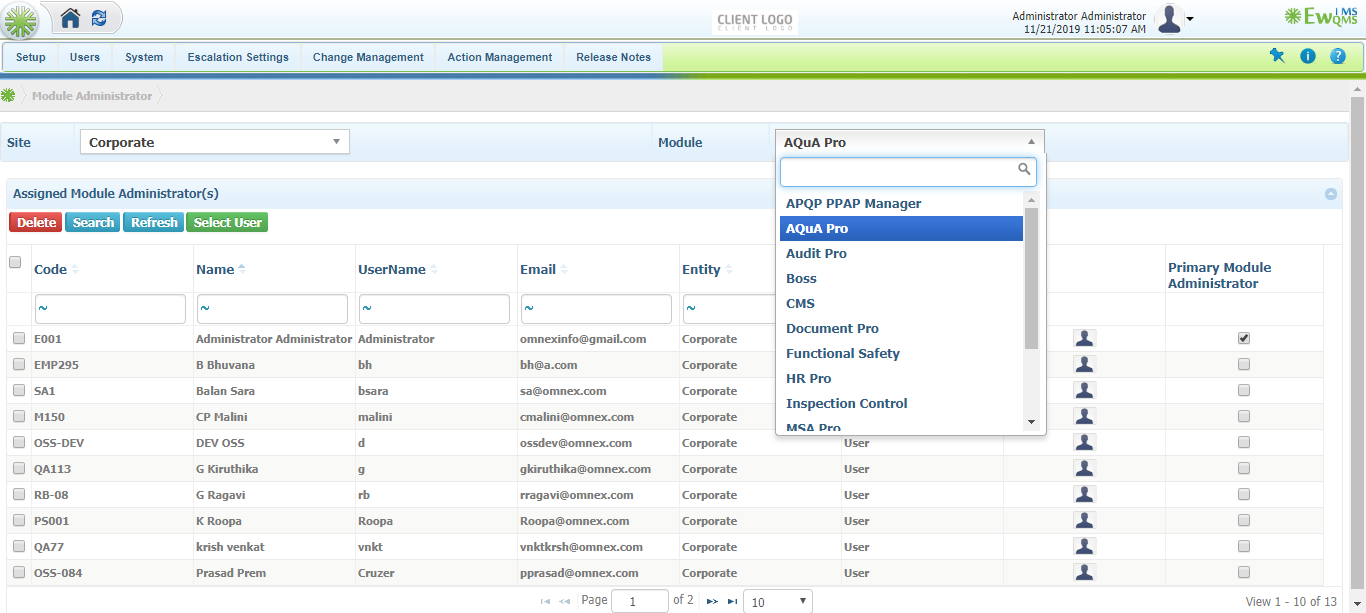 CLIENT LOGO
CLIENT LOGO
Administrator Administrator
11/21/2019 11:05:07 AM
EwQMS iMS
Setup Users System Escalation Settings Change Management Action Management Release Notes
Module Administrator
Site Corporate Module AQuA Pro
Assigned Module Administrator(s)
Delete Search Refresh Select User
APQP PPAP Manager
AQuA Pro
Audit Pro
Boss
CMS
Document Pro
Functional Safety
HR Pro
Inspection Control
MSA Pro
Code Name UserName Email Entity Primary Module Administrator
~ ~ ~ ~ ~
E001 Administrator Administrator Administrator omnexinfo@gmail.com Corporate
EMP295 B Bhuvana bh bh@a.com Corporate
SA1 Balan Sara bsara sa@omnex.com Corporate
M150 CP Malini malini cmalini@omnex.com Corporate
OSS-DEV DEV OSS d ossdev@omnex.com Corporate User
QA113 G Kiruthika g gkiruthika@omnex.com Corporate User
RB-08 G Ragavi rb rragavi@omnex.com Corporate User
PS001 K Roopa Roopa Roopa@omnex.com Corporate User
QA77 krish venkat vnkt vnktkrsh@omnex.com Corporate User
OSS-084 Prasad Prem Cruzer pprasad@omnex.com Corporate User
Page 1 of 2 10 View 1 - 10 of 13